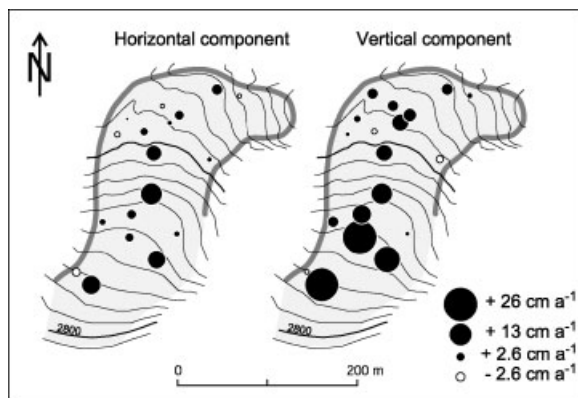 N
Horizontal component
Vertical component
2800
2800
+ 26 cm a⁻¹
+ 13 cm a⁻¹
+ 2.6 cm a⁻¹
- 2.6 cm a⁻¹
0
200 m